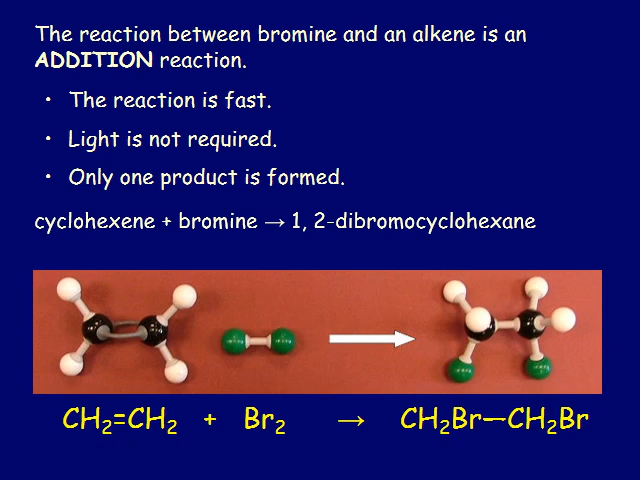 The reaction between bromine and an alkene is an
ADDITION reaction.
• The reaction is fast.
• Light is not required.
• Only one product is formed.
cyclohexene + bromine → 1, 2-dibromocyclohexane
CH₂=CH₂ + Br₂ → CH₂Br—CH₂Br